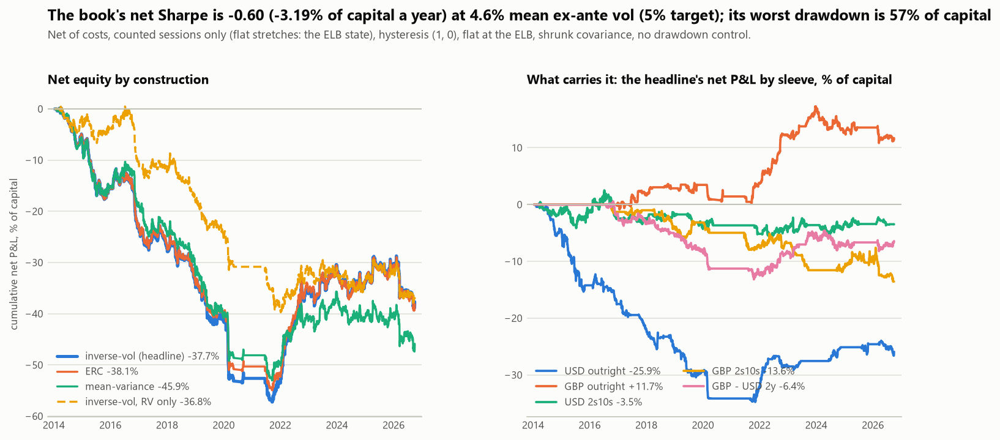 The book's net Sharpe is -0.60 (-3.19% of capital a year) at 4.6% mean ex-ante vol (5% target); its worst drawdown is 57% of capital
Net of costs, counted sessions only (flat stretches: the ELB state), hysteresis (1, 0), flat at the ELB, shrunk covariance, no drawdown control.
Net equity by construction
cumulative net P&L, % of capital
0
−10
−20
−30
−40
−50
−60
inverse-vol (headline) -37.7%
ERC -38.1%
mean-variance -45.9%
inverse-vol, RV only -36.8%
2014 2016 2018 2020 2022 2024 2026
What carries it: the headline's net P&L by sleeve, % of capital
10
0
−10
−20
−30
USD outright -25.9%
GBP outright +11.7%
USD 2s10s -3.5%
GBP 2s10s -13.6%
GBP - USD 2y -6.4%
2014 2016 2018 2020 2022 2024 2026